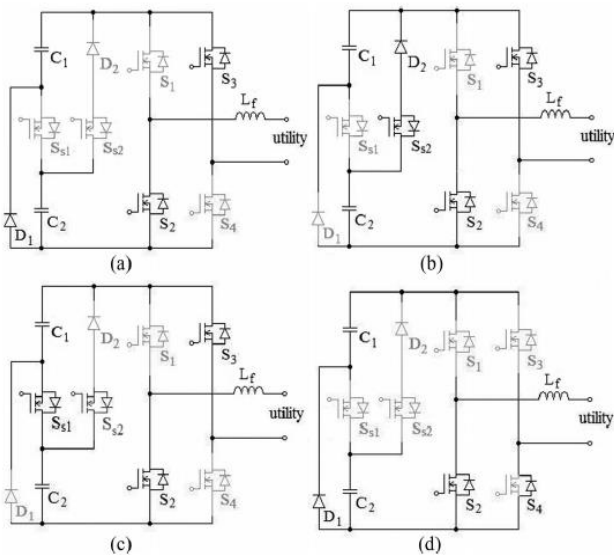 C1
D2
S1
S3
Lf
utility
Ss1
Ss2
C2
D1
S2
S4
(a)
C1
D2
S1
S3
Lf
utility
Ss1
Ss2
C2
D1
S2
S4
(b)
C1
D2
S1
S3
Lf
utility
Ss1
Ss2
C2
D1
S2
S4
(c)
C1
D2
S1
S3
Lf
utility
Ss1
Ss2
C2
D1
S2
S4
(d)